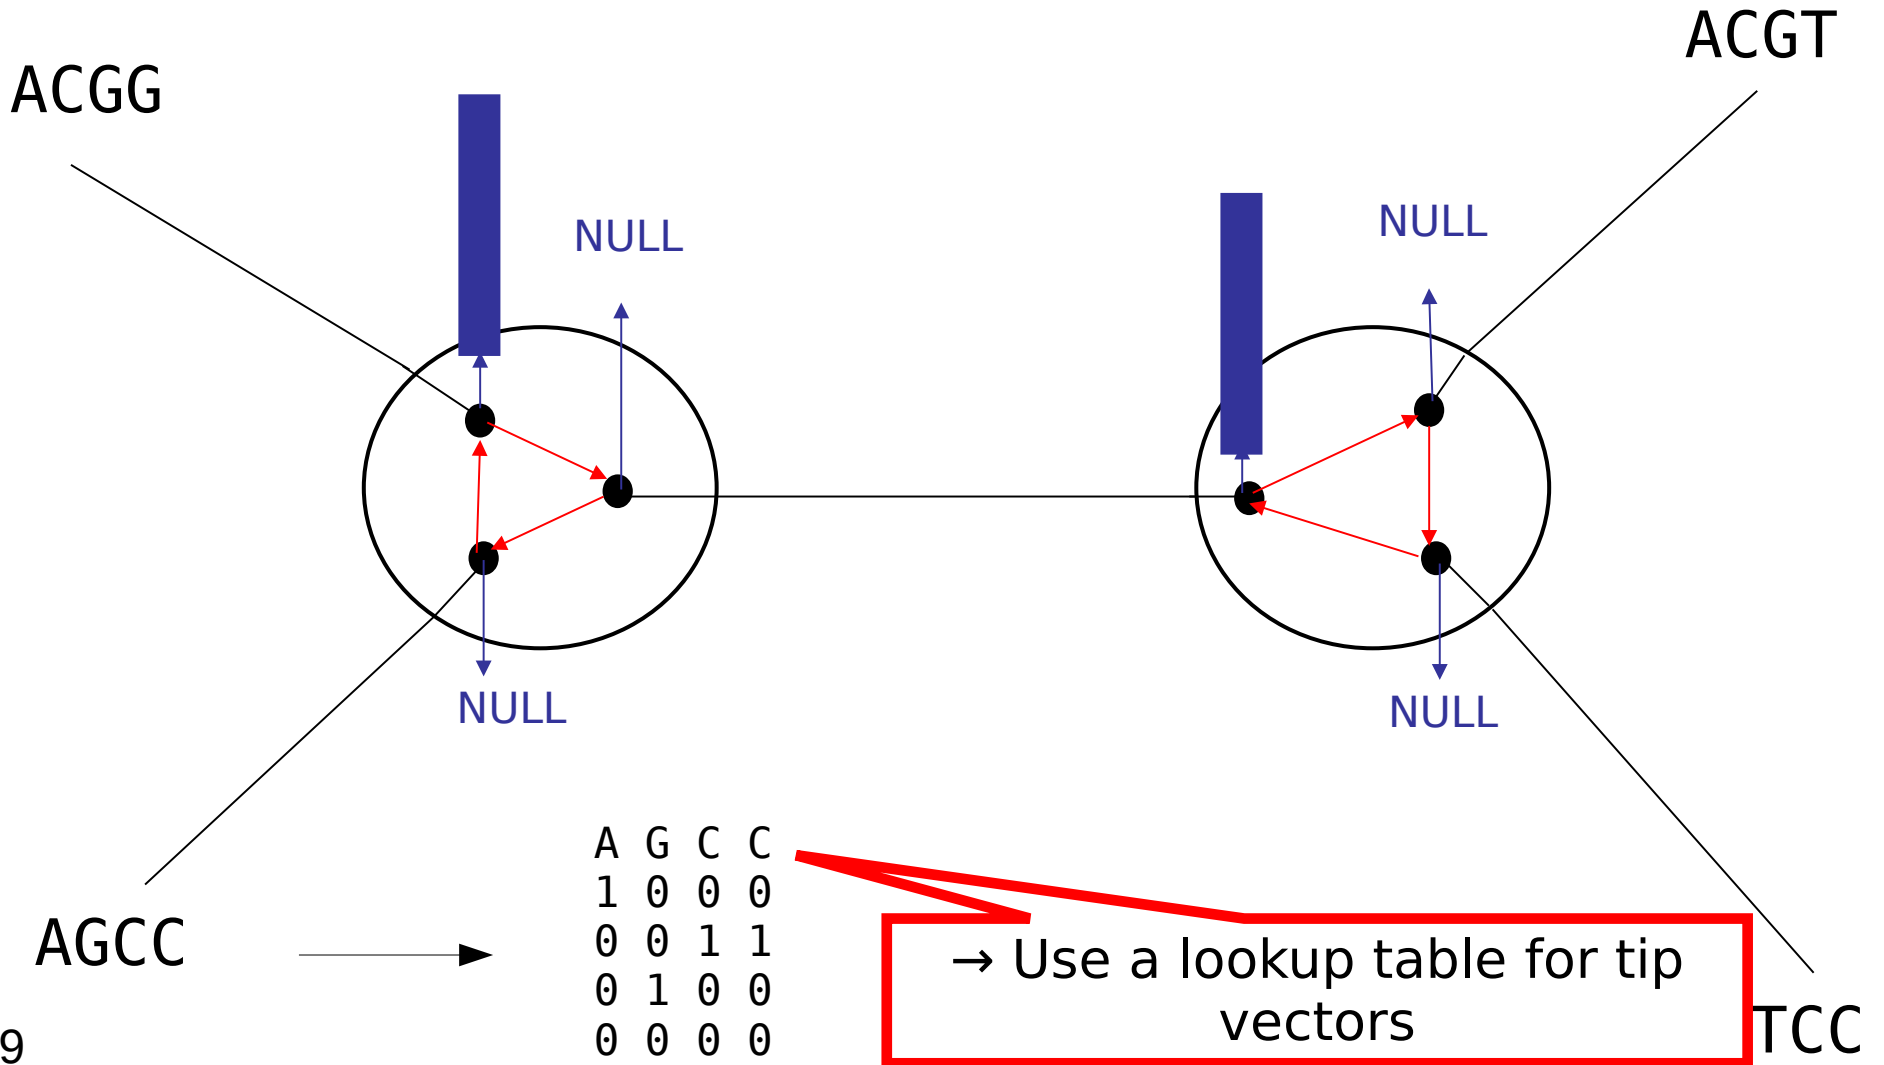 ACGT
ACGG
NULL
NULL
NULL
NULL
A G C C
1 0 0 0
0 0 1 1
0 1 0 0
0 0 0 0
AGCC
→ Use a lookup table for tip
vectors
TCC
9